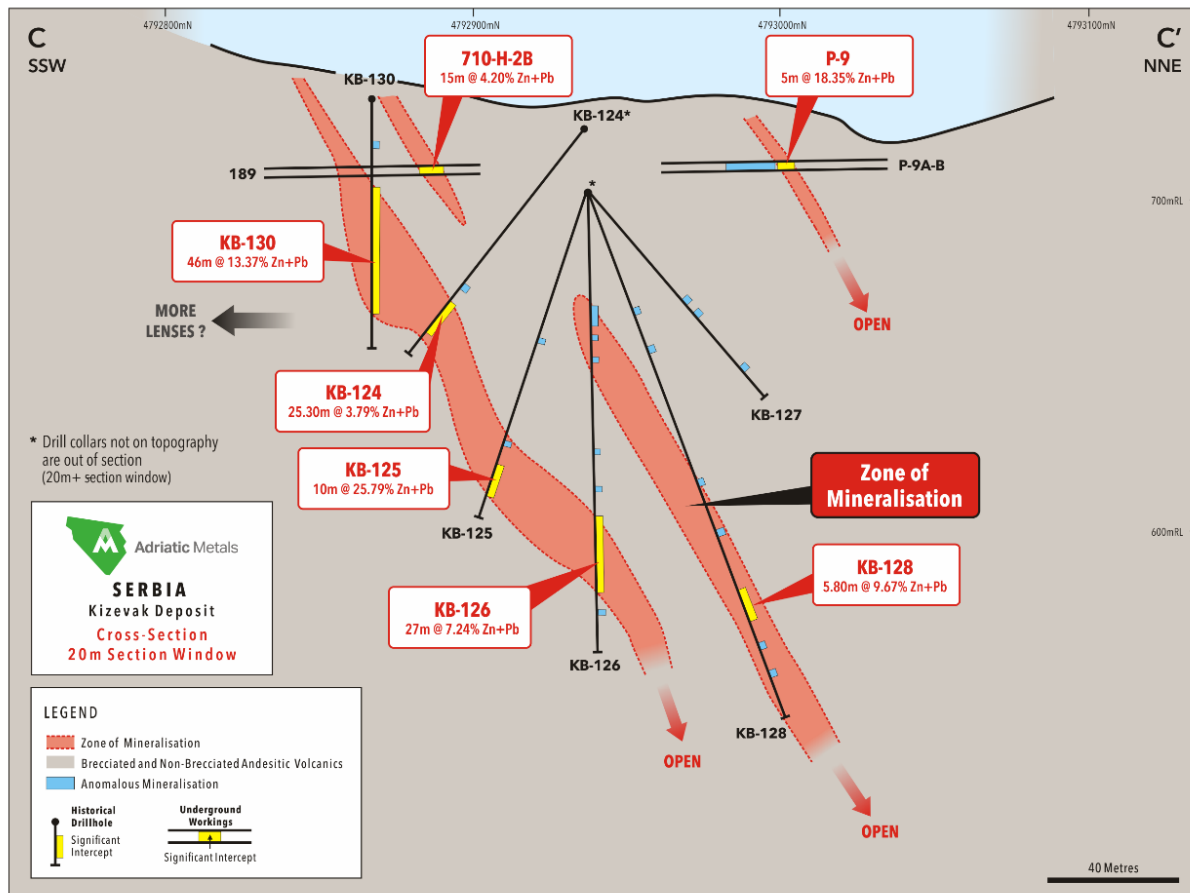 4792800mN
4792900mN
4793000mN
4793100mN
C
SSW
C'
NNE
710-H-2B
15m @ 4.20% Zn+Pb
P-9
5m @ 18.35% Zn+Pb
KB-130
KB-124*
*
189
P-9A-B
700mRL
KB-130
46m @ 13.37% Zn+Pb
MORE
LENSES ?
OPEN
KB-124
25.30m @ 3.79% Zn+Pb
KB-127
* Drill collars not on topography
are out of section
(20m+ section window)
KB-125
10m @ 25.79% Zn+Pb
Zone of
Mineralisation
KB-125
600mRL
Adriatic Metals
SERBIA
Kizevak Deposit
Cross-Section
20m Section Window
KB-128
5.80m @ 9.67% Zn+Pb
KB-126
27m @ 7.24% Zn+Pb
KB-126
KB-128
OPEN
OPEN
LEGEND
Zone of Mineralisation
Brecciated and Non-Brecciated Andesitic Volcanics
Anomalous Mineralisation
Historical
Drillhole
Significant
Intercept
Underground
Workings
Significant Intercept
40 Metres